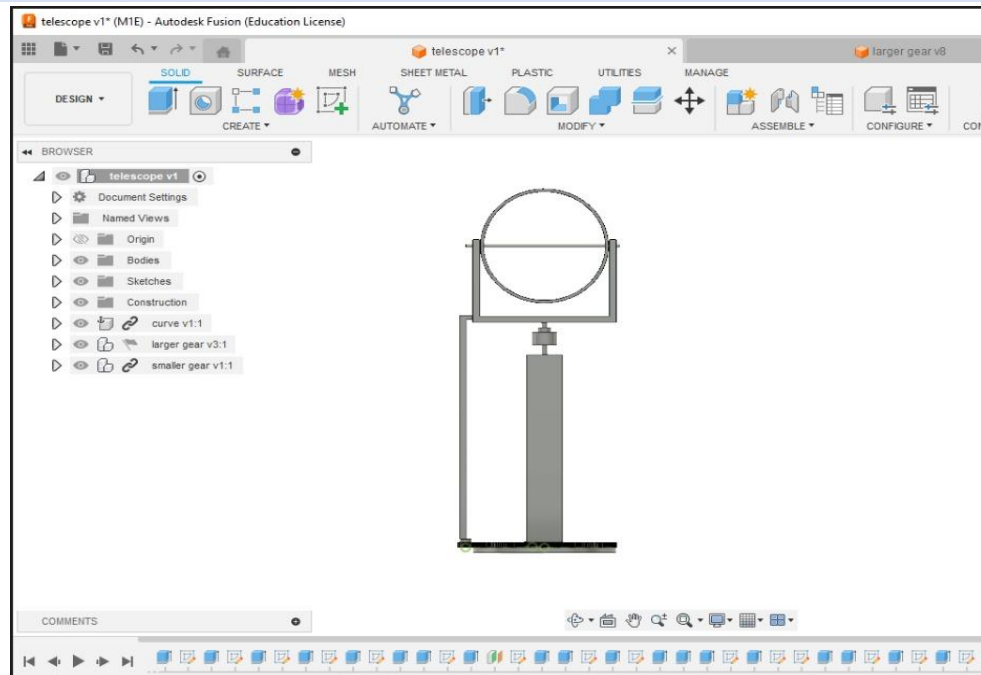 telescope v1* (M1E) - Autodesk Fusion (Education License)
telescope v1*
larger gear v8
SOLID SURFACE MESH SHEET METAL PLASTIC UTILITIES MANAGE
DESIGN
CREATE AUTOMATE MODIFY ASSEMBLE CONFIGURE CON
BROWSER
telescope v1
Document Settings
Named Views
Origin
Bodies
Sketches
Construction
curve v1:1
larger gear v3:1
smaller gear v1:1
COMMENTS